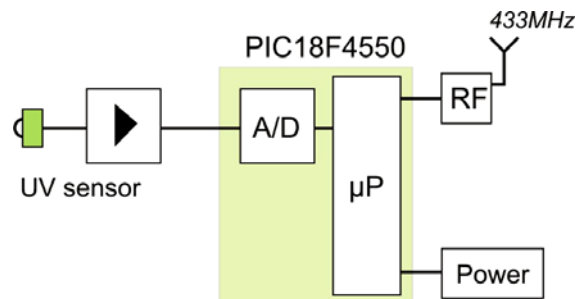 433MHz
PIC18F4550
RF
A/D
µP
UV sensor
Power